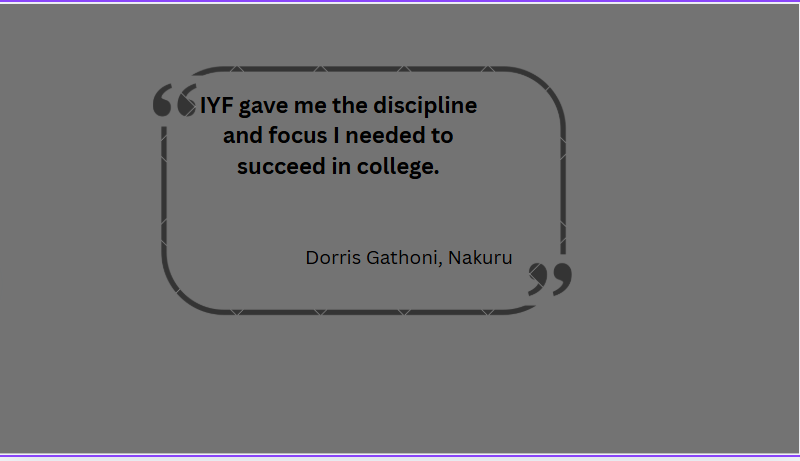 “IYF gave me the discipline
and focus I needed to
succeed in college.
Dorris Gathoni, Nakuru
”